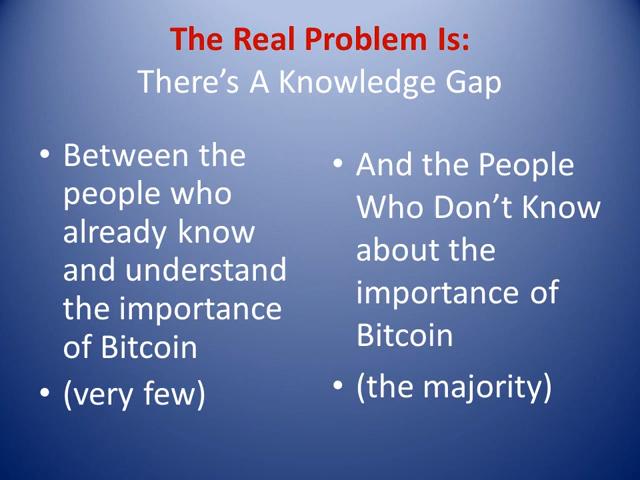 The Real Problem Is:
There's A Knowledge Gap
• Between the
people who
already know
and understand
the importance
of Bitcoin
• (very few)
• And the People
Who Don't Know
about the
importance of
Bitcoin
• (the majority)